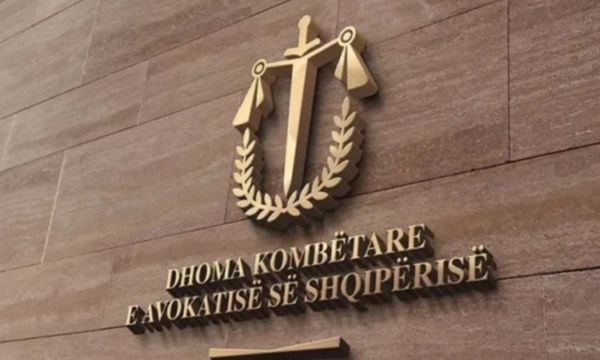 DHOMA KOMBËTARE
E AVOKATISË SË SHQIPËRISË